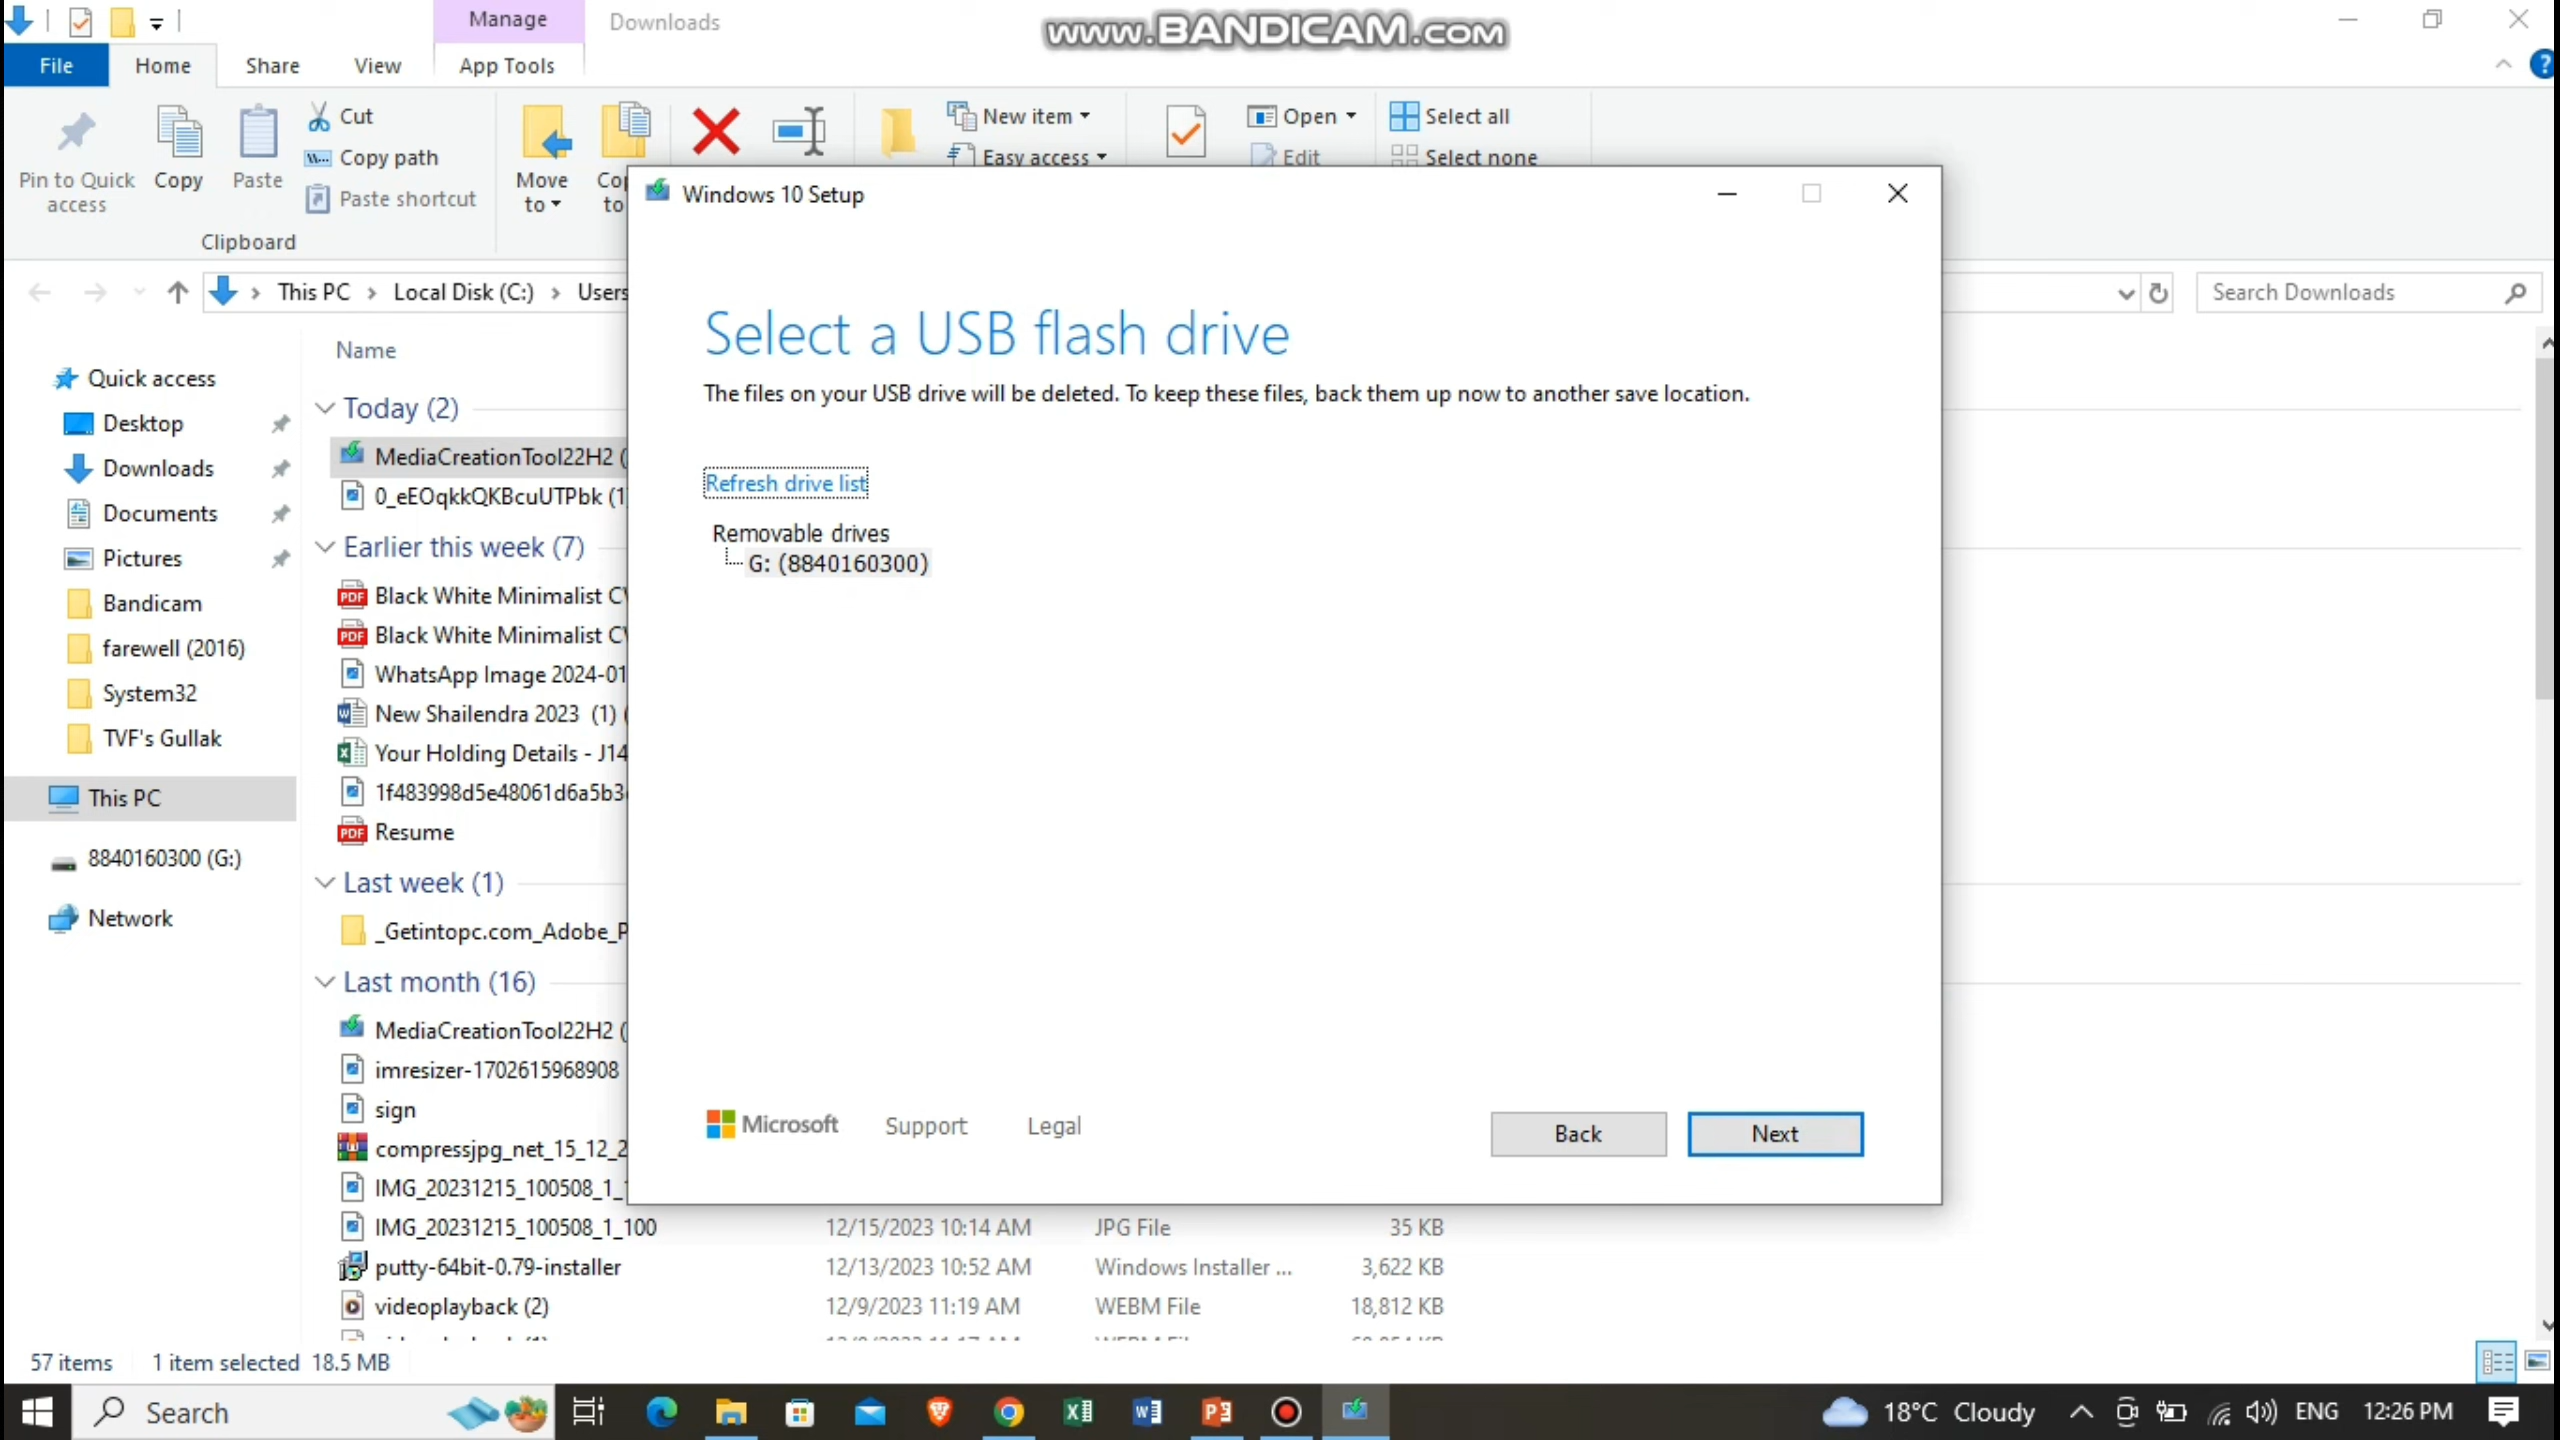 Manage
Downloads
www.BANDICAM.com
File
Home
Share
View
App Tools
Pin to Quick access
Copy
Paste
Cut
Copy path
Paste shortcut
Clipboard
Move to
New item
Easy access
Open
Edit
Select all
Select none
This PC
Local Disk (C:)
Users
Search Downloads
Name
Quick access
Desktop
Downloads
Documents
Pictures
Bandicam
farewell (2016)
System32
TVF's Gullak
This PC
8840160300 (G:)
Network
Today (2)
MediaCreationTool22H2 (
0_eEOqkkQKBcuUTPbk (1)
Earlier this week (7)
Black White Minimalist CV
Black White Minimalist CV
WhatsApp Image 2024-01
New Shailendra 2023 (1) (
Your Holding Details - J14
1f483998d5e48061d6a5b3
Resume
Last week (1)
_Getintopc.com_Adobe_P
Last month (16)
MediaCreationTool22H2 (
imresizer-1702615968908
sign
compressjpg_net_15_12_2
IMG_20231215_100508_1_1
IMG_20231215_100508_1_100 12/15/2023 10:14 AM JPG File 35 KB
putty-64bit-0.79-installer 12/13/2023 10:52 AM Windows Installer ... 3,622 KB
videoplayback (2) 12/9/2023 11:19 AM WEBM File 18,812 KB
Windows 10 Setup
Select a USB flash drive
The files on your USB drive will be deleted. To keep these files, back them up now to another save location.
Refresh drive list
Removable drives
G: (8840160300)
Microsoft
Support
Legal
Back
Next
57 items
1 item selected 18.5 MB
Search
18°C Cloudy
ENG
12:26 PM